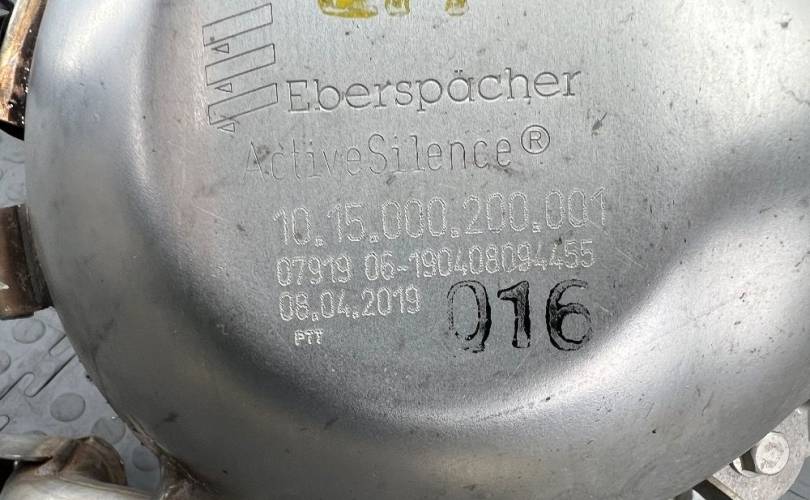 Eberspächer
ActiveSilence®
10.15.000.200.001
07919 06-190408094455
08.04.2019
016
PTT